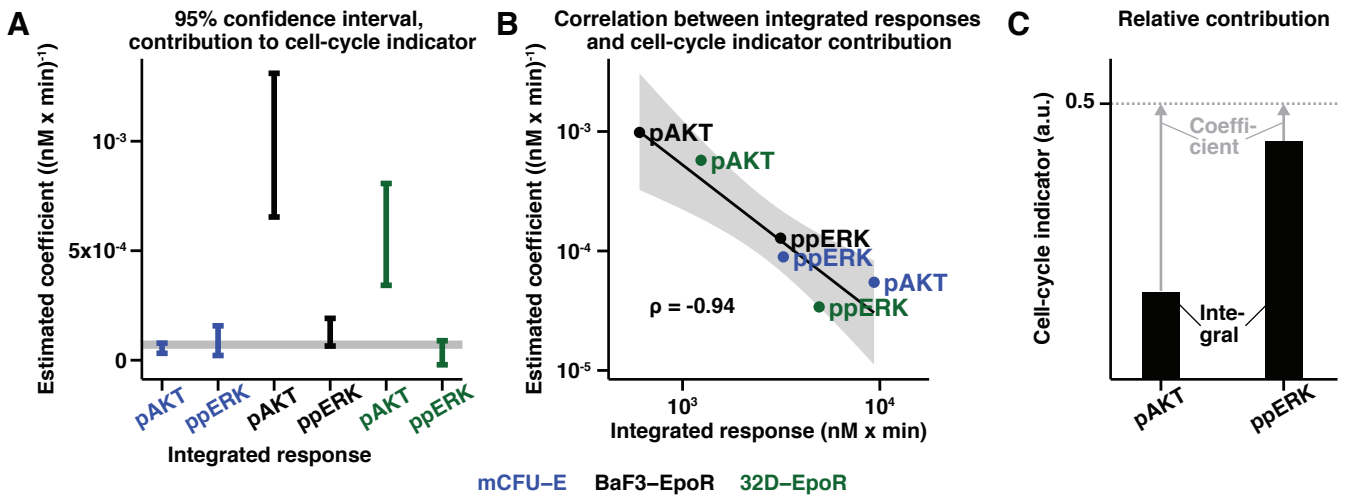 A
95% confidence interval,
contribution to cell-cycle indicator
Estimated coefficient ((nM x min)⁻¹)
10⁻³
5x10⁻⁴
0
pAKT
ppERK
pAKT
ppERK
pAKT
ppERK
Integrated response
B
Correlation between integrated responses
and cell-cycle indicator contribution
Estimated coefficient ((nM x min)⁻¹)
10⁻³
10⁻⁴
10⁻⁵
pAKT
pAKT
ppERK
ppERK
pAKT
ppERK
ρ = -0.94
10³
10⁴
Integrated response (nM x min)
C
Relative contribution
Cell-cycle indicator (a.u.)
0.5
Coeffi-
cient
Inte-
gral
pAKT
ppERK
mCFU–E BaF3–EpoR 32D–EpoR